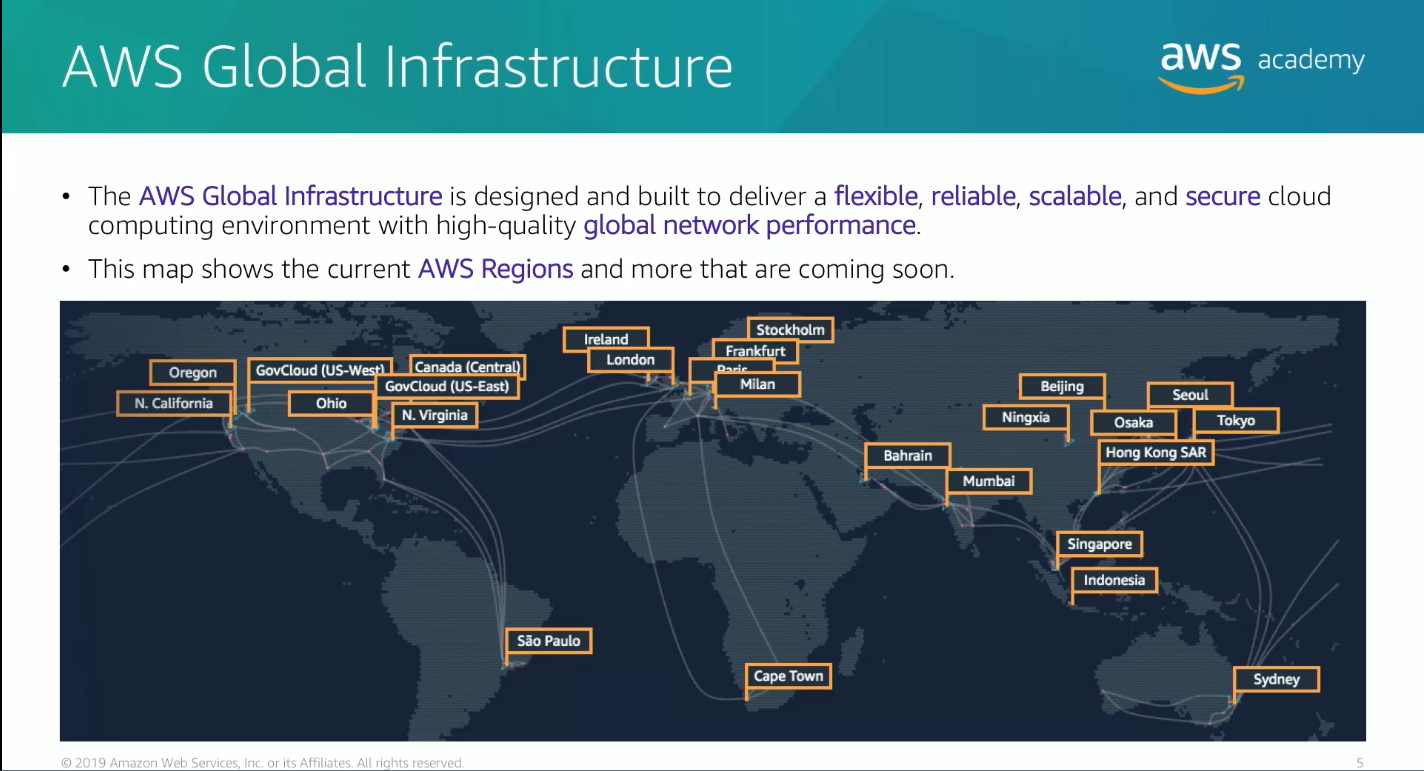 AWS Global Infrastructure
aws academy
• The AWS Global Infrastructure is designed and built to deliver a flexible, reliable, scalable, and secure cloud
computing environment with high-quality global network performance.
• This map shows the current AWS Regions and more that are coming soon.
Stockholm
Ireland
Frankfurt
London
Paris
Milan
Oregon
GovCloud (US-West)
Canada (Central)
GovCloud (US-East)
N. California
Ohio
N. Virginia
Beijing
Seoul
Ningxia
Osaka
Tokyo
Hong Kong SAR
Bahrain
Mumbai
Singapore
Indonesia
São Paulo
Cape Town
Sydney
© 2019 Amazon Web Services, Inc. or its Affiliates. All rights reserved.
5